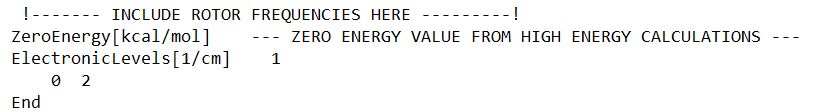 !------- INCLUDE ROTOR FREQUENCIES HERE ---------!
ZeroEnergy[kcal/mol]    --- ZERO ENERGY VALUE FROM HIGH ENERGY CALCULATIONS ---
ElectronicLevels[1/cm]    1
0  2
End